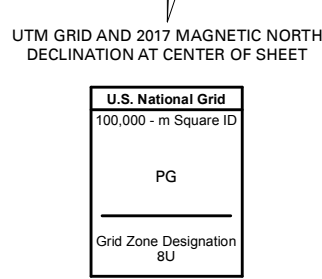 UTM GRID AND 2017 MAGNETIC NORTH
DECLINATION AT CENTER OF SHEET
U.S. National Grid
100,000 - m Square ID
PG
Grid Zone Designation
8U